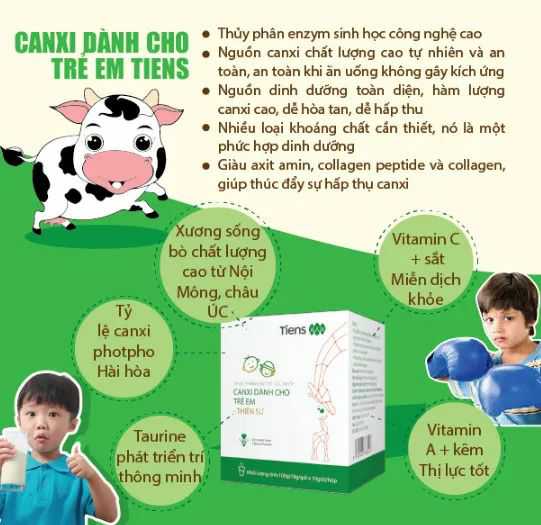 CANXI DÀNH CHO
TRẺ EM TIENS
• Thủy phân enzym sinh học công nghệ cao
• Nguồn canxi chất lượng cao tự nhiên và an
toàn, an toàn khi ăn uống không gây kích ứng
• Nguồn dinh dưỡng toàn diện, hàm lượng
canxi cao, dễ hòa tan, dễ hấp thu
• Nhiều loại khoáng chất cần thiết, nó là một
phức hợp dinh dưỡng
• Giàu axit amin, collagen peptide và collagen,
giúp thúc đẩy sự hấp thụ canxi
Xương sống
bò chất lượng
cao từ Nội
Mông, châu
ÚC
Vitamin C
+ sắt
Miễn dịch
khỏe
Tỷ
lệ canxi
photpho
Hài hòa
Tiens
CANXI DÀNH CHO
TRẺ EM
- THIÊN SƯ
Taurine
phát triển trí
thông minh
Vitamin
A + kẽm
Thị lực tốt